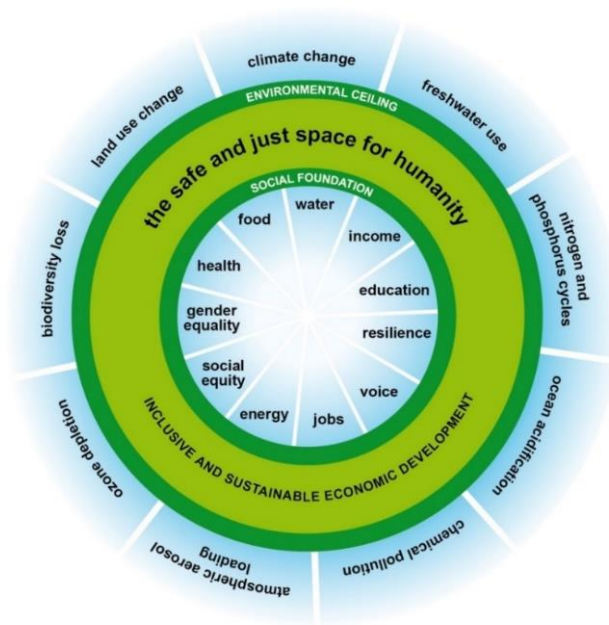 climate change
freshwater use
nitrogen and
phosphorus cycles
ocean acidification
chemical pollution
atmospheric aerosol
loading
ozone depletion
biodiversity loss
land use change
ENVIRONMENTAL CEILING
the safe and just space for humanity
SOCIAL FOUNDATION
water
income
education
resilience
voice
jobs
energy
social
equity
gender
equality
health
food
INCLUSIVE AND SUSTAINABLE ECONOMIC DEVELOPMENT